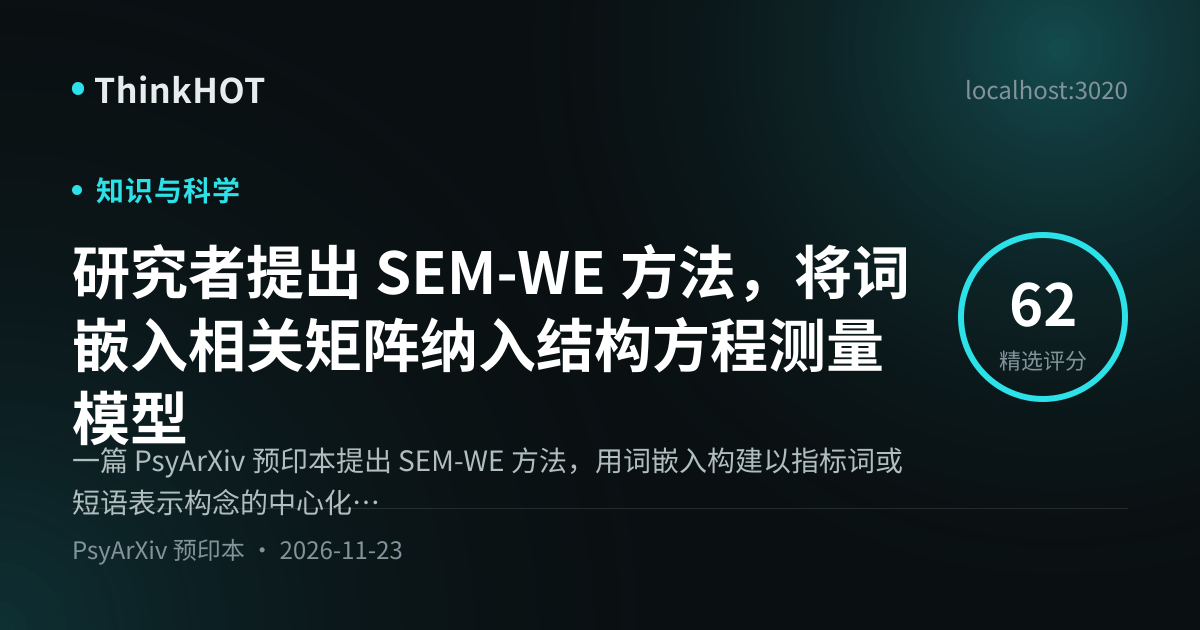 ThinkHOT
localhost:3020
知识与科学
研究者提出 SEM-WE 方法，将词
嵌入相关矩阵纳入结构方程测量
模型
62
精选评分
一篇 PsyArXiv 预印本提出 SEM-WE 方法，用词嵌入构建以指标词或
短语表示构念的中心化…
PsyArXiv 预印本 · 2026-11-23